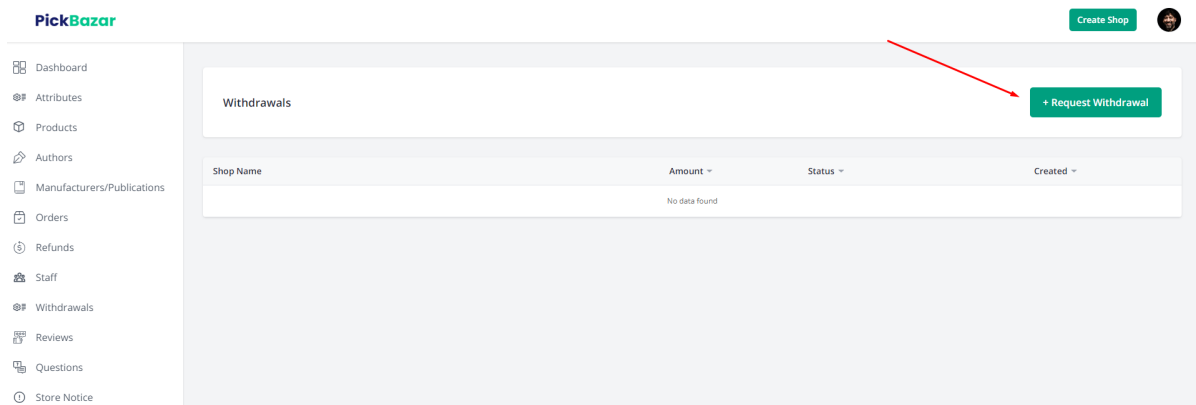 PickBazar
Create Shop
Dashboard
Attributes
Products
Authors
Manufacturers/Publications
Orders
Refunds
Staff
Withdrawals
Reviews
Questions
Store Notice
Withdrawals
+ Request Withdrawal
Shop Name Amount Status Created
No data found